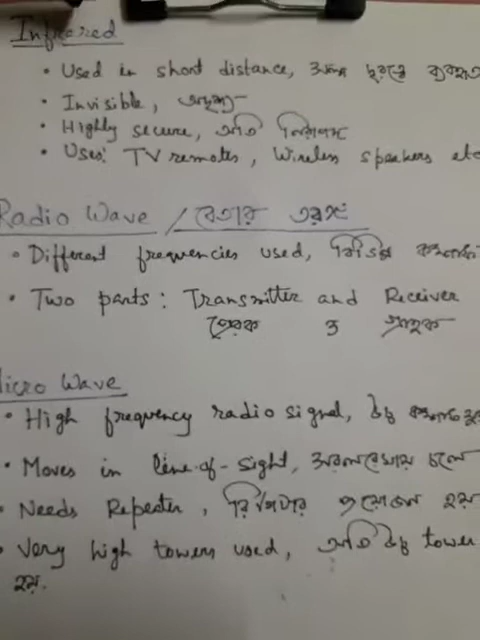 Infrared
• Used in short distance, অল্প দূরত্বে ব্যবহৃত
• Invisible, অদৃশ্য
• Highly secure, অতি নিরাপদ
• Uses: TV remotes, Wireless speakers etc
Radio Wave / বেতার তরঙ্গ
• Different frequencies used, বিভিন্ন
• Two parts: Transmitter and Receiver
প্রেরক ও গ্রাহক
Micro Wave
• High frequency radio signal, উচ্চ
• Moves in line-of-sight, সরলরেখায় চলে
• Needs Repeater, রিপিটার প্রয়োজন হয়
• Very high towers used, অতি উচ্চ tower
হয়.